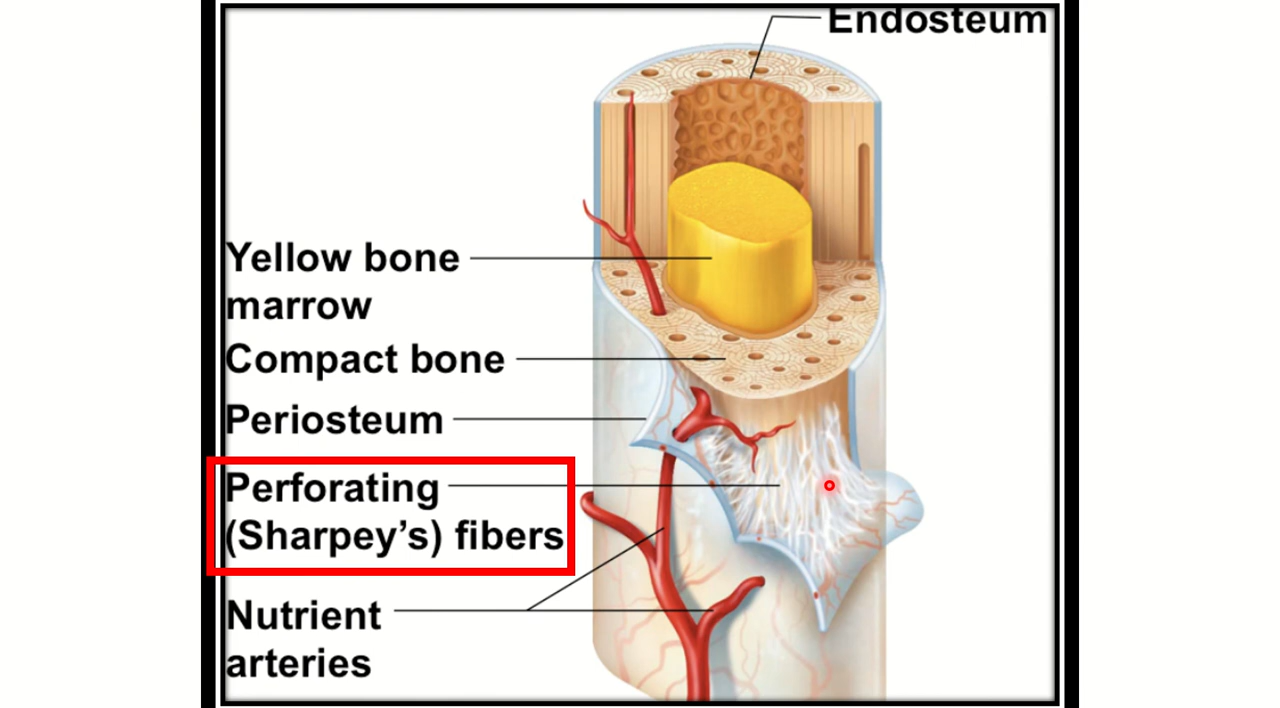 Endosteum
Yellow bone
marrow
Compact bone
Periosteum
Perforating
(Sharpey’s) fibers
Nutrient
arteries